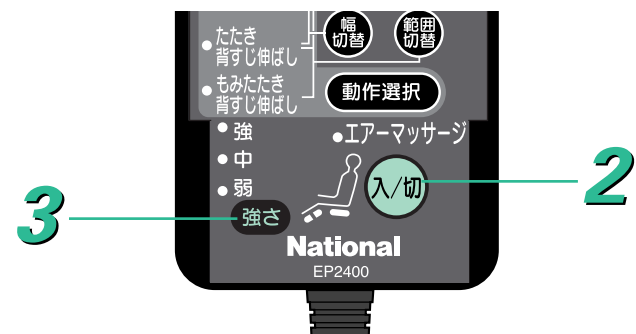 たたき
背すじ伸ばし
幅
切替
範囲
切替
もみたたき
背すじ伸ばし
動作選択
強
中
弱
エアーマッサージ
入/切
2
3
強さ
National
EP2400